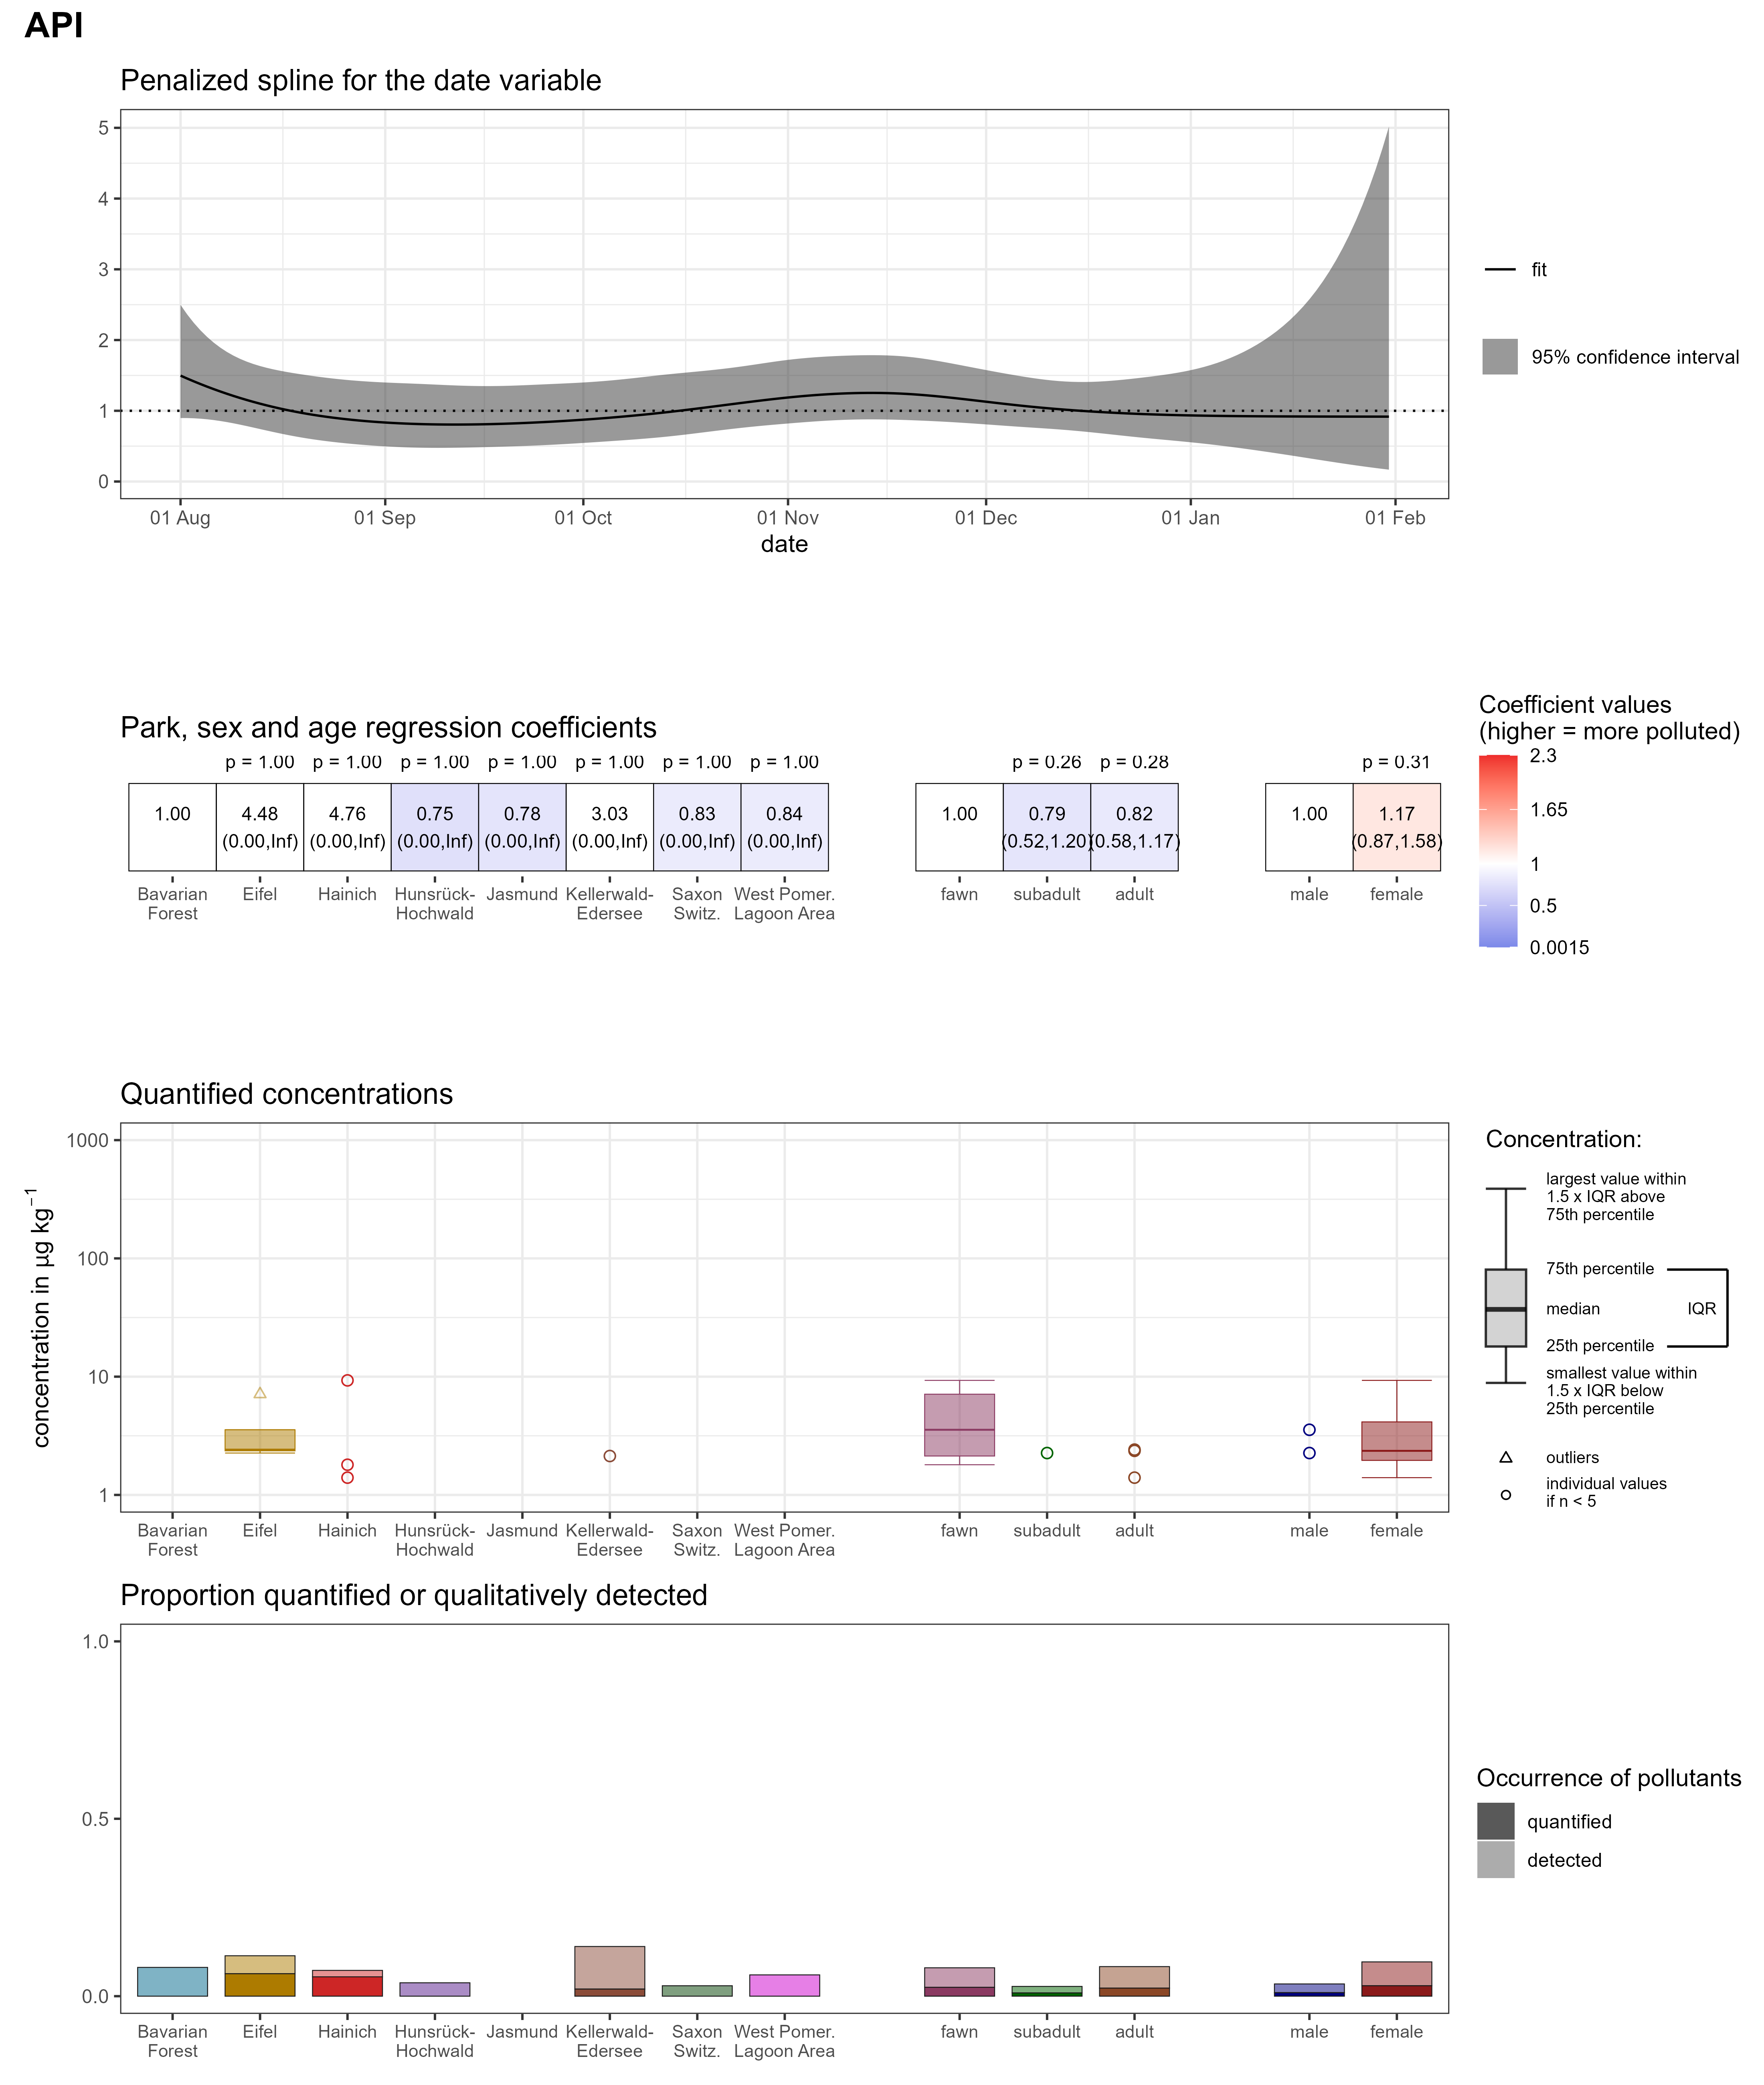 API
Penalized spline for the date variable
5
4
3
2
1
0
01 Aug 01 Sep 01 Oct 01 Nov 01 Dec 01 Jan 01 Feb
date
fit
95% confidence interval
Park, sex and age regression coefficients
p = 1.00 p = 1.00 p = 1.00 p = 1.00 p = 1.00 p = 1.00 p = 1.00 p = 0.26 p = 0.28 p = 0.31
1.00 4.48 4.76 0.75 0.78 3.03 0.83 0.84 1.00 0.79 0.82 1.00 1.17
(0.00,Inf) (0.00,Inf) (0.00,Inf) (0.00,Inf) (0.00,Inf) (0.00,Inf) (0.00,Inf) (0.52,1.20) (0.58,1.17) (0.87,1.58)
Bavarian Eifel Hainich Hunsrück- Jasmund Kellerwald- Saxon West Pomer. fawn subadult adult male female
Forest Hochwald Edersee Switz. Lagoon Area
Coefficient values
(higher = more polluted)
2.3
1.65
1
0.5
0.0015
Quantified concentrations
concentration in µg kg⁻¹
1000
100
10
1
Bavarian Eifel Hainich Hunsrück- Jasmund Kellerwald- Saxon West Pomer. fawn subadult adult male female
Forest Hochwald Edersee Switz. Lagoon Area
Concentration:
largest value within
1.5 x IQR above
75th percentile
75th percentile
median IQR
25th percentile
smallest value within
1.5 x IQR below
25th percentile
outliers
individual values
if n < 5
Proportion quantified or qualitatively detected
1.0
0.5
0.0
Bavarian Eifel Hainich Hunsrück- Jasmund Kellerwald- Saxon West Pomer. fawn subadult adult male female
Forest Hochwald Edersee Switz. Lagoon Area
Occurrence of pollutants
quantified
detected